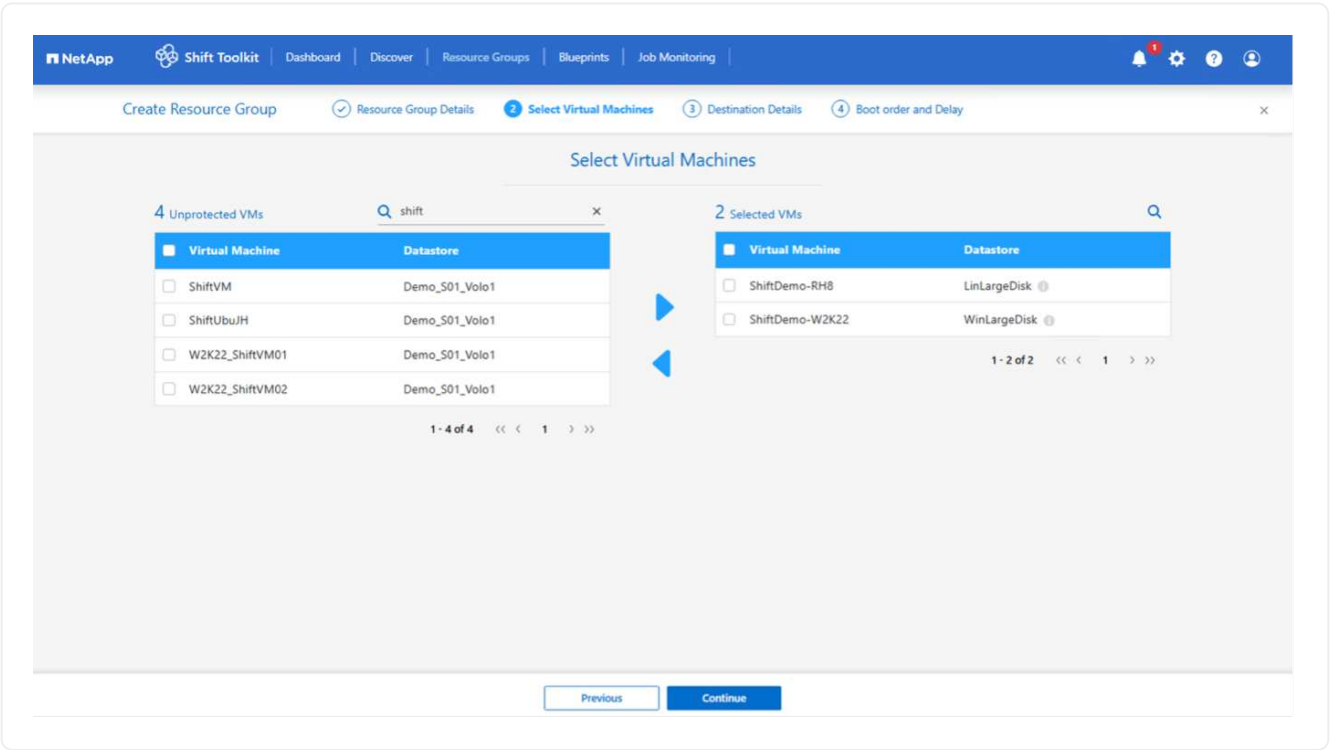 NetApp Shift Toolkit Dashboard Discover Resource Groups Blueprints Job Monitoring 1 ?
Create Resource Group Resource Group Details 2 Select Virtual Machines 3 Destination Details 4 Boot order and Delay ×
Select Virtual Machines
4 Unprotected VMs shift ×
Virtual Machine Datastore
ShiftVM Demo_S01_Volo1
ShiftUbuJH Demo_S01_Volo1
W2K22_ShiftVM01 Demo_S01_Volo1
W2K22_ShiftVM02 Demo_S01_Volo1
1 - 4 of 4 << < 1 > >>
2 Selected VMs
Virtual Machine Datastore
ShiftDemo-RH8 LinLargeDisk
ShiftDemo-W2K22 WinLargeDisk
1 - 2 of 2 << < 1 > >>
Previous Continue